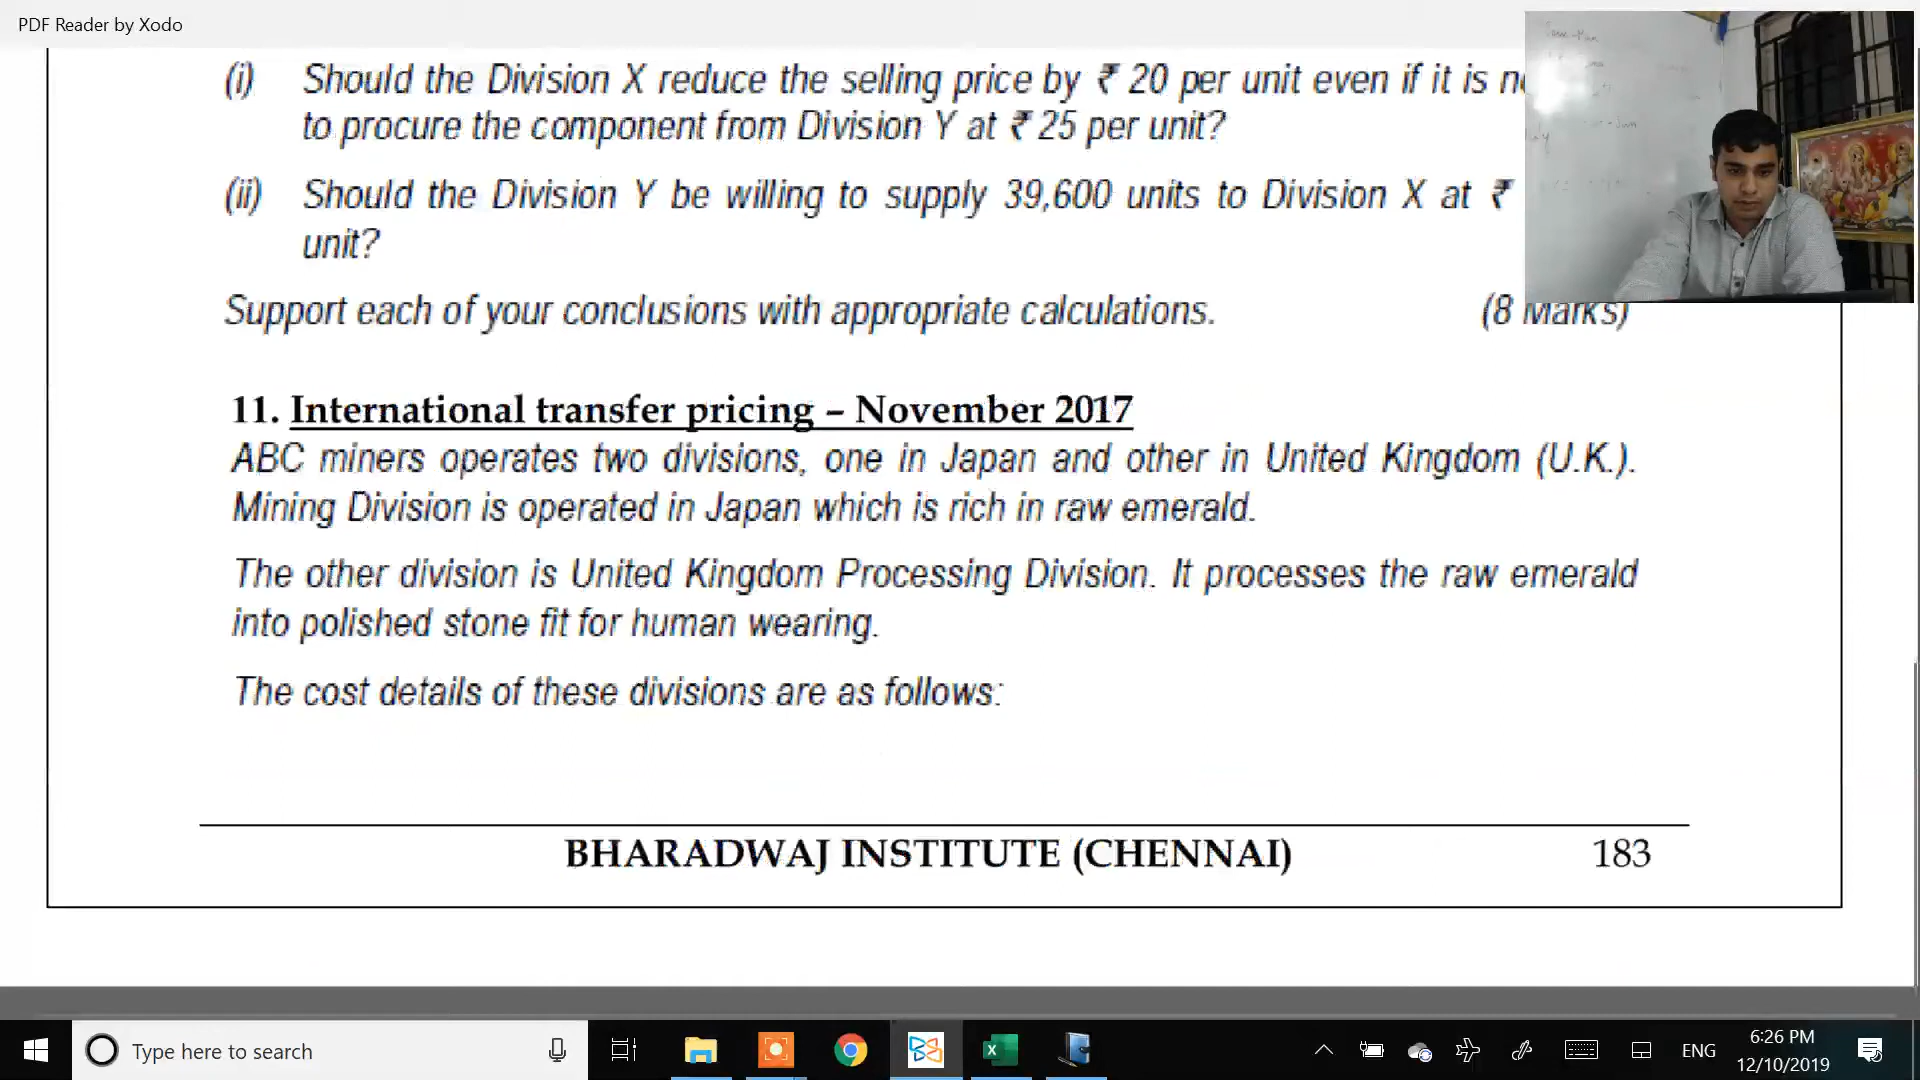 PDF Reader by Xodo
(i) Should the Division X reduce the selling price by ₹ 20 per unit even if it is
to procure the component from Division Y at ₹ 25 per unit?
(ii) Should the Division Y be willing to supply 39,600 units to Division X at ₹
unit?
Support each of your conclusions with appropriate calculations. (8 Marks)
11. International transfer pricing – November 2017
ABC miners operates two divisions, one in Japan and other in United Kingdom (U.K.).
Mining Division is operated in Japan which is rich in raw emerald.
The other division is United Kingdom Processing Division. It processes the raw emerald
into polished stone fit for human wearing.
The cost details of these divisions are as follows:
BHARADWAJ INSTITUTE (CHENNAI) 183
Type here to search
ENG
6:26 PM
12/10/2019